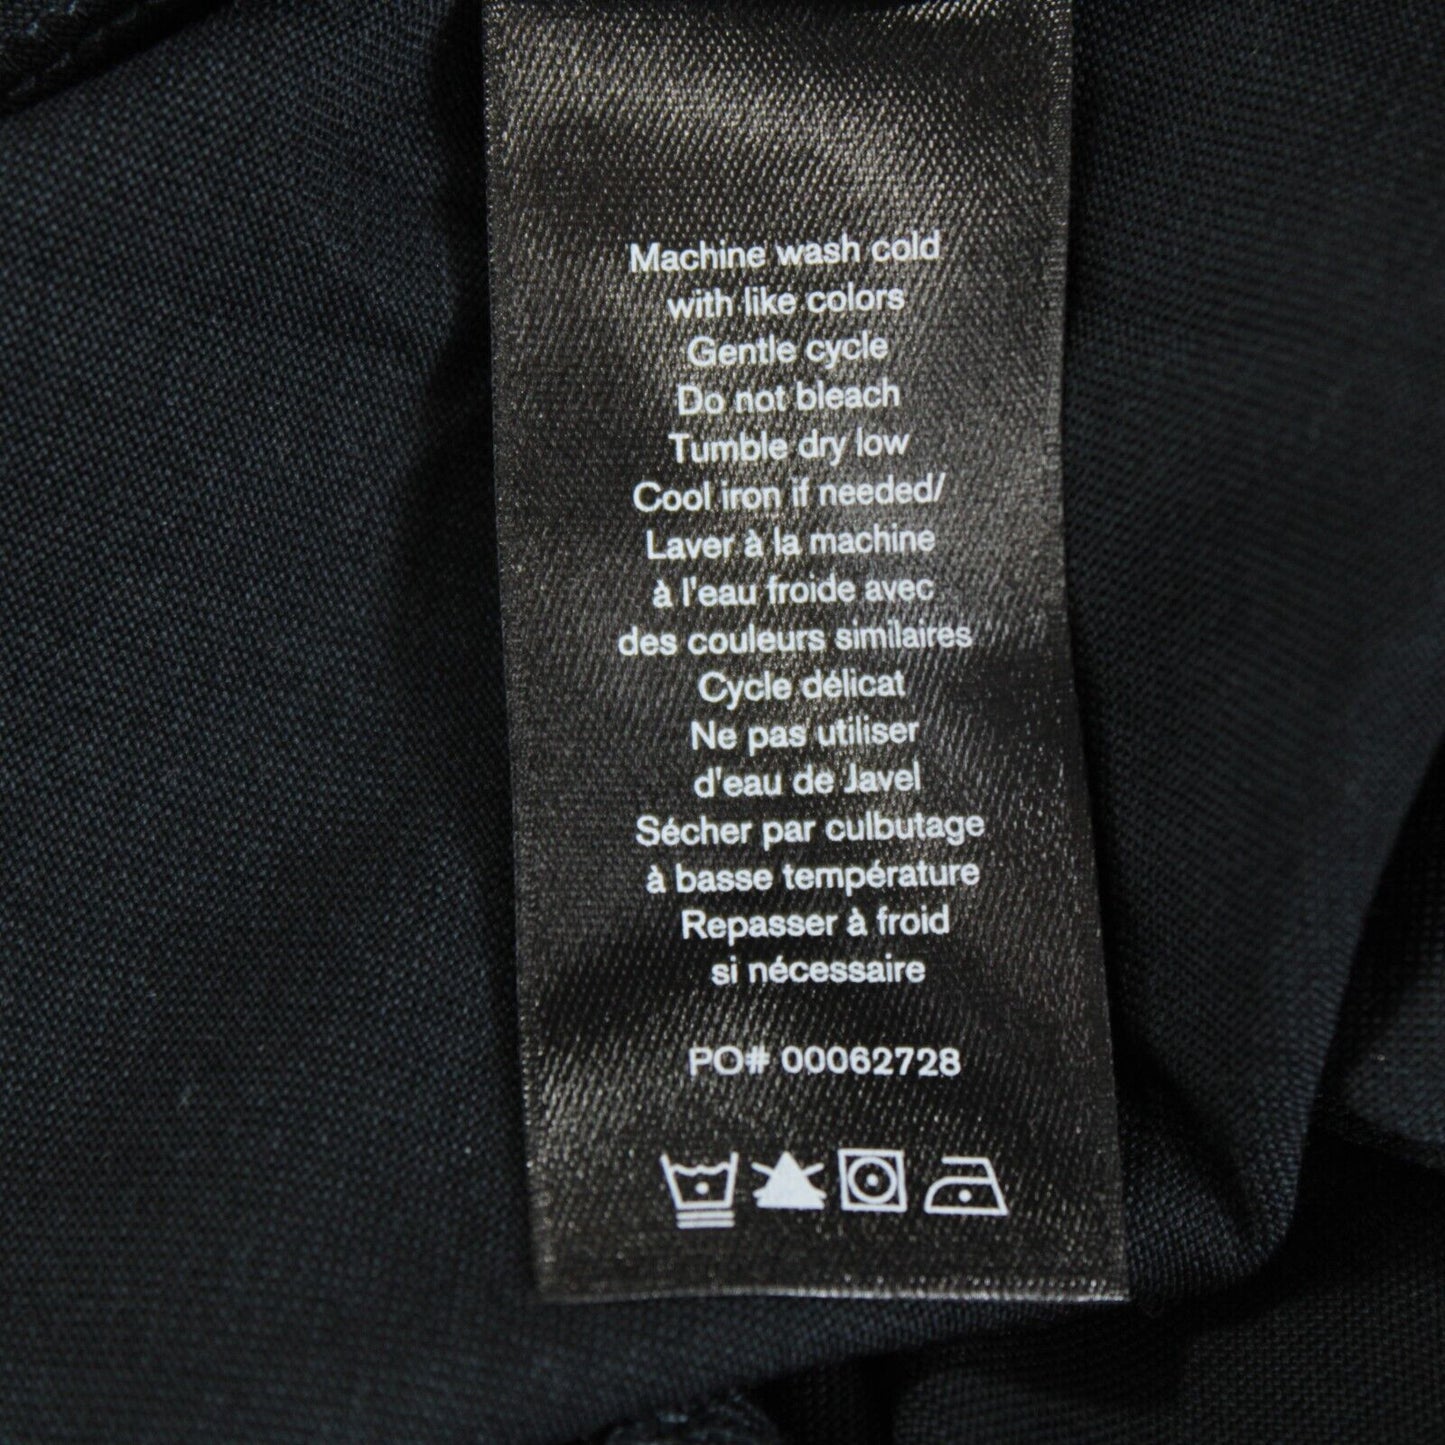 Machine wash cold
with like colors
Gentle cycle
Do not bleach
Tumble dry low
Cool iron if needed/
Laver à la machine
à l'eau froide avec
des couleurs similaires
Cycle délicat
Ne pas utiliser
d'eau de Javel
Sécher par culbutage
à basse température
Repasser à froid
si nécessaire
PO# 00062728